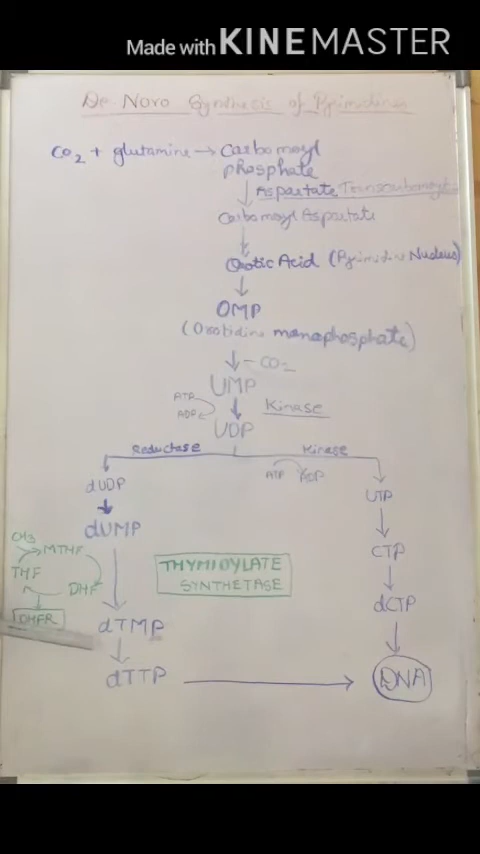 Made with KINEMASTER
De Novo Synthesis of Pyrimidines
CO2 + glutamine → Carbomoyl
phosphate
Aspartate Transcarbomoyl
Carbomoyl Aspartate
Orotic Acid (Pyrimidine Nucleus)
OMP
(Orotidine monophosphate)
- CO2
UMP
ATP
ADP
Kinase
UDP
Reductase
Kinase
ATP ADP
dUDP
UTP
dUMP
CH3
MTHF
THF
DHF
DHFR
THYMIDYLATE
SYNTHETASE
CTP
dCTP
dTMP
dTTP
DNA